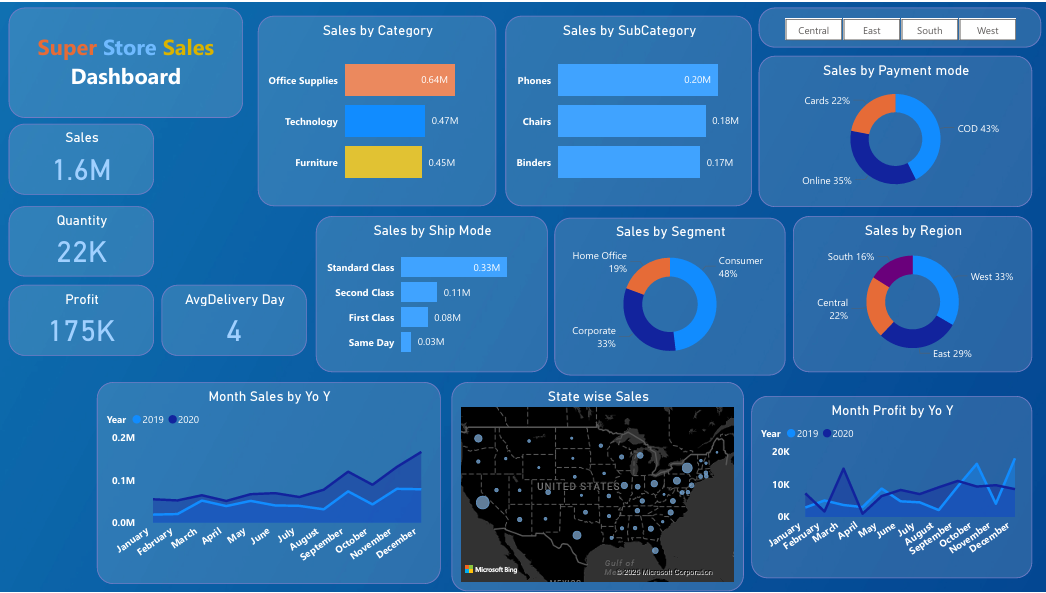 Super Store Sales
Dashboard
Sales
1.6M
Quantity
22K
Profit
175K
AvgDelivery Day
4
Sales by Category
Office Supplies 0.64M
Technology 0.47M
Furniture 0.45M
Sales by SubCategory
Phones 0.20M
Chairs 0.18M
Binders 0.17M
Central East South West
Sales by Payment mode
Cards 22%
COD 43%
Online 35%
Sales by Ship Mode
Standard Class 0.33M
Second Class 0.11M
First Class 0.08M
Same Day 0.03M
Sales by Segment
Home Office
19%
Consumer
48%
Corporate
33%
Sales by Region
South 16%
West 33%
Central
22%
East 29%
Month Sales by Yo Y
Year 2019 2020
0.2M
0.1M
0.0M
January February March April May June July August September October November December
State wise Sales
UNITED STATES
Gulf of
MEXICO
Microsoft Bing
© 2025 Microsoft Corporation
Month Profit by Yo Y
Year 2019 2020
20K
10K
0K
January February March April May June July August September October November December